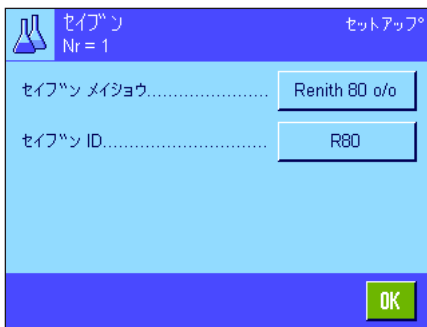 セイブン セットアップ
Nr = 1
セイブン メイショウ........................ Renith 80 o/o
セイブン ID................................ R80
OK